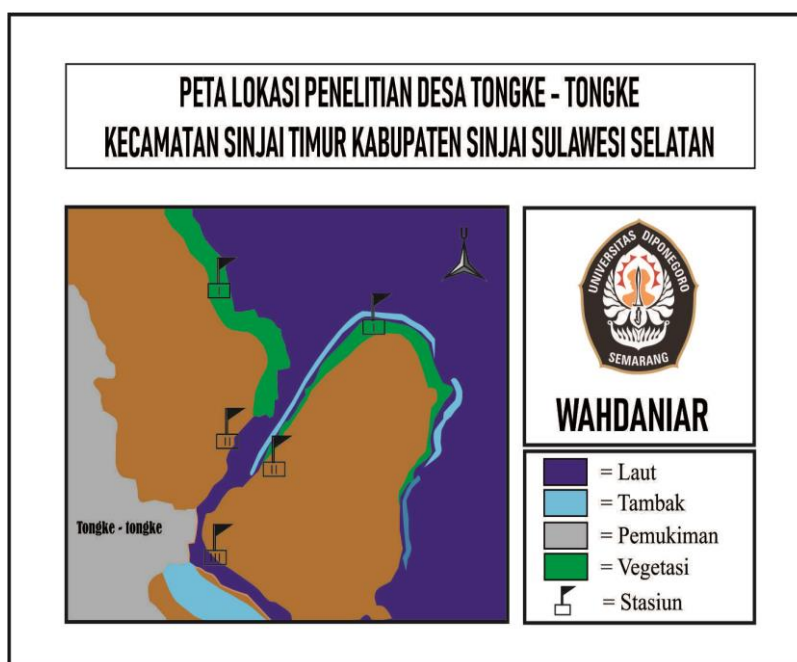 PETA LOKASI PENELITIAN DESA TONGKE - TONGKE
KECAMATAN SINJAI TIMUR KABUPATEN SINJAI SULAWESI SELATAN
I
I
III
II
III
Tongke - tongke
UNIVERSITAS DIPONEGORO
SEMARANG
WAHDANIAR
= Laut
= Tambak
= Pemukiman
= Vegetasi
= Stasiun